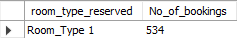 room_type_reserved No_of_bookings
Room_Type 1 534